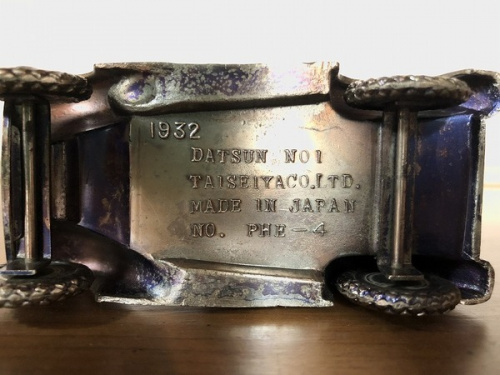 1932
DATSUN NO1
TAISEIYACO.LTD.
MADE IN JAPAN
NO. PHE-4